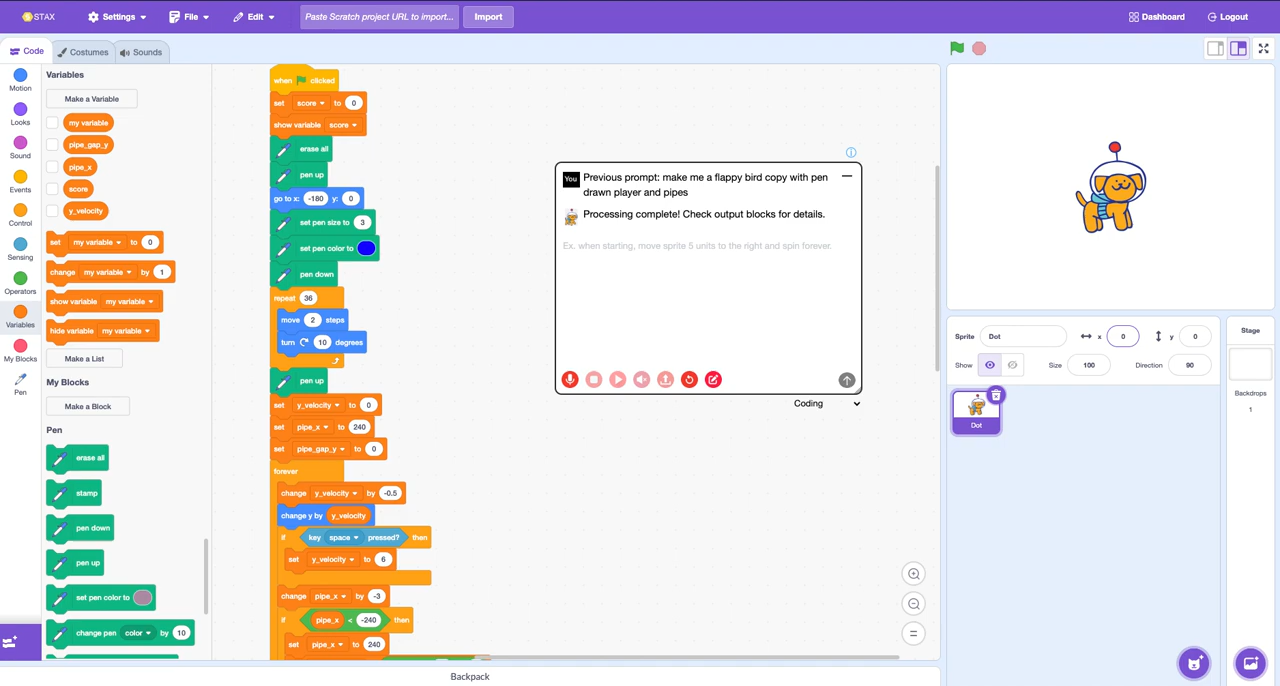 STAX Settings File Edit Paste Scratch project URL to import... Import Dashboard Logout
Code Costumes Sounds
Motion
Looks
Sound
Events
Control
Sensing
Operators
Variables
My Blocks
Pen
Variables
Make a Variable
my variable
pipe_gap_y
pipe_x
score
y_velocity
set my variable to 0
change my variable by 1
show variable my variable
hide variable my variable
Make a List
My Blocks
Make a Block
Pen
erase all
stamp
pen down
pen up
set pen color to
change pen color by 10
when clicked
set score to 0
show variable score
erase all
pen up
go to x: -180 y: 0
set pen size to 3
set pen color to
pen down
repeat 36
move 2 steps
turn 10 degrees
pen up
set y_velocity to 0
set pipe_x to 240
set pipe_gap_y to 0
forever
change y_velocity by -0.5
change y by y_velocity
if key space pressed? then
set y_velocity to 6
change pipe_x by -3
if pipe_x < -240 then
set pipe_x to 240
You Previous prompt: make me a flappy bird copy with pen
drawn player and pipes
Processing complete! Check output blocks for details.
Ex. when starting, move sprite 5 units to the right and spin forever.
Coding
Backpack
Sprite Dot x 0 y 0
Show Size 100 Direction 90
Dot
Stage
Backdrops
1